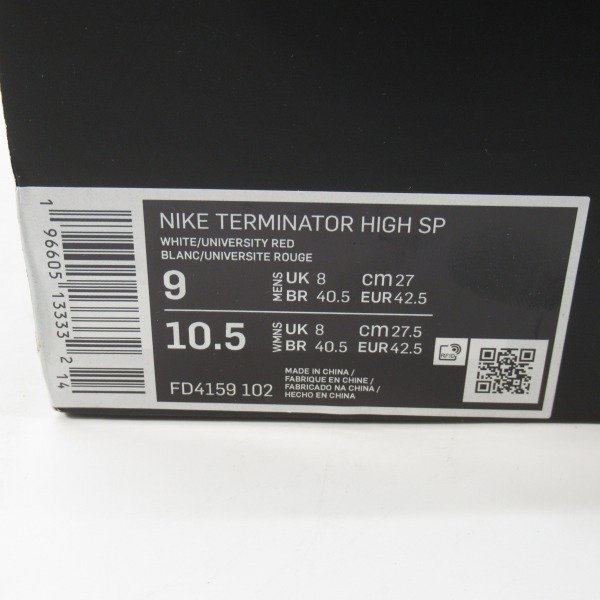 NIKE TERMINATOR HIGH SP
WHITE/UNIVERSITY RED
BLANC/UNIVERSITE ROUGE
9 MENS UK 8 cm 27
BR 40.5 EUR 42.5
10.5 WMNS UK 8 cm 27.5
BR 40.5 EUR 42.5
FD4159 102
MADE IN CHINA /
FABRIQUE EN CHINE /
FABRICADO NA CHINA /
HECHO EN CHINA
RFID
1 96605 13333 2 14